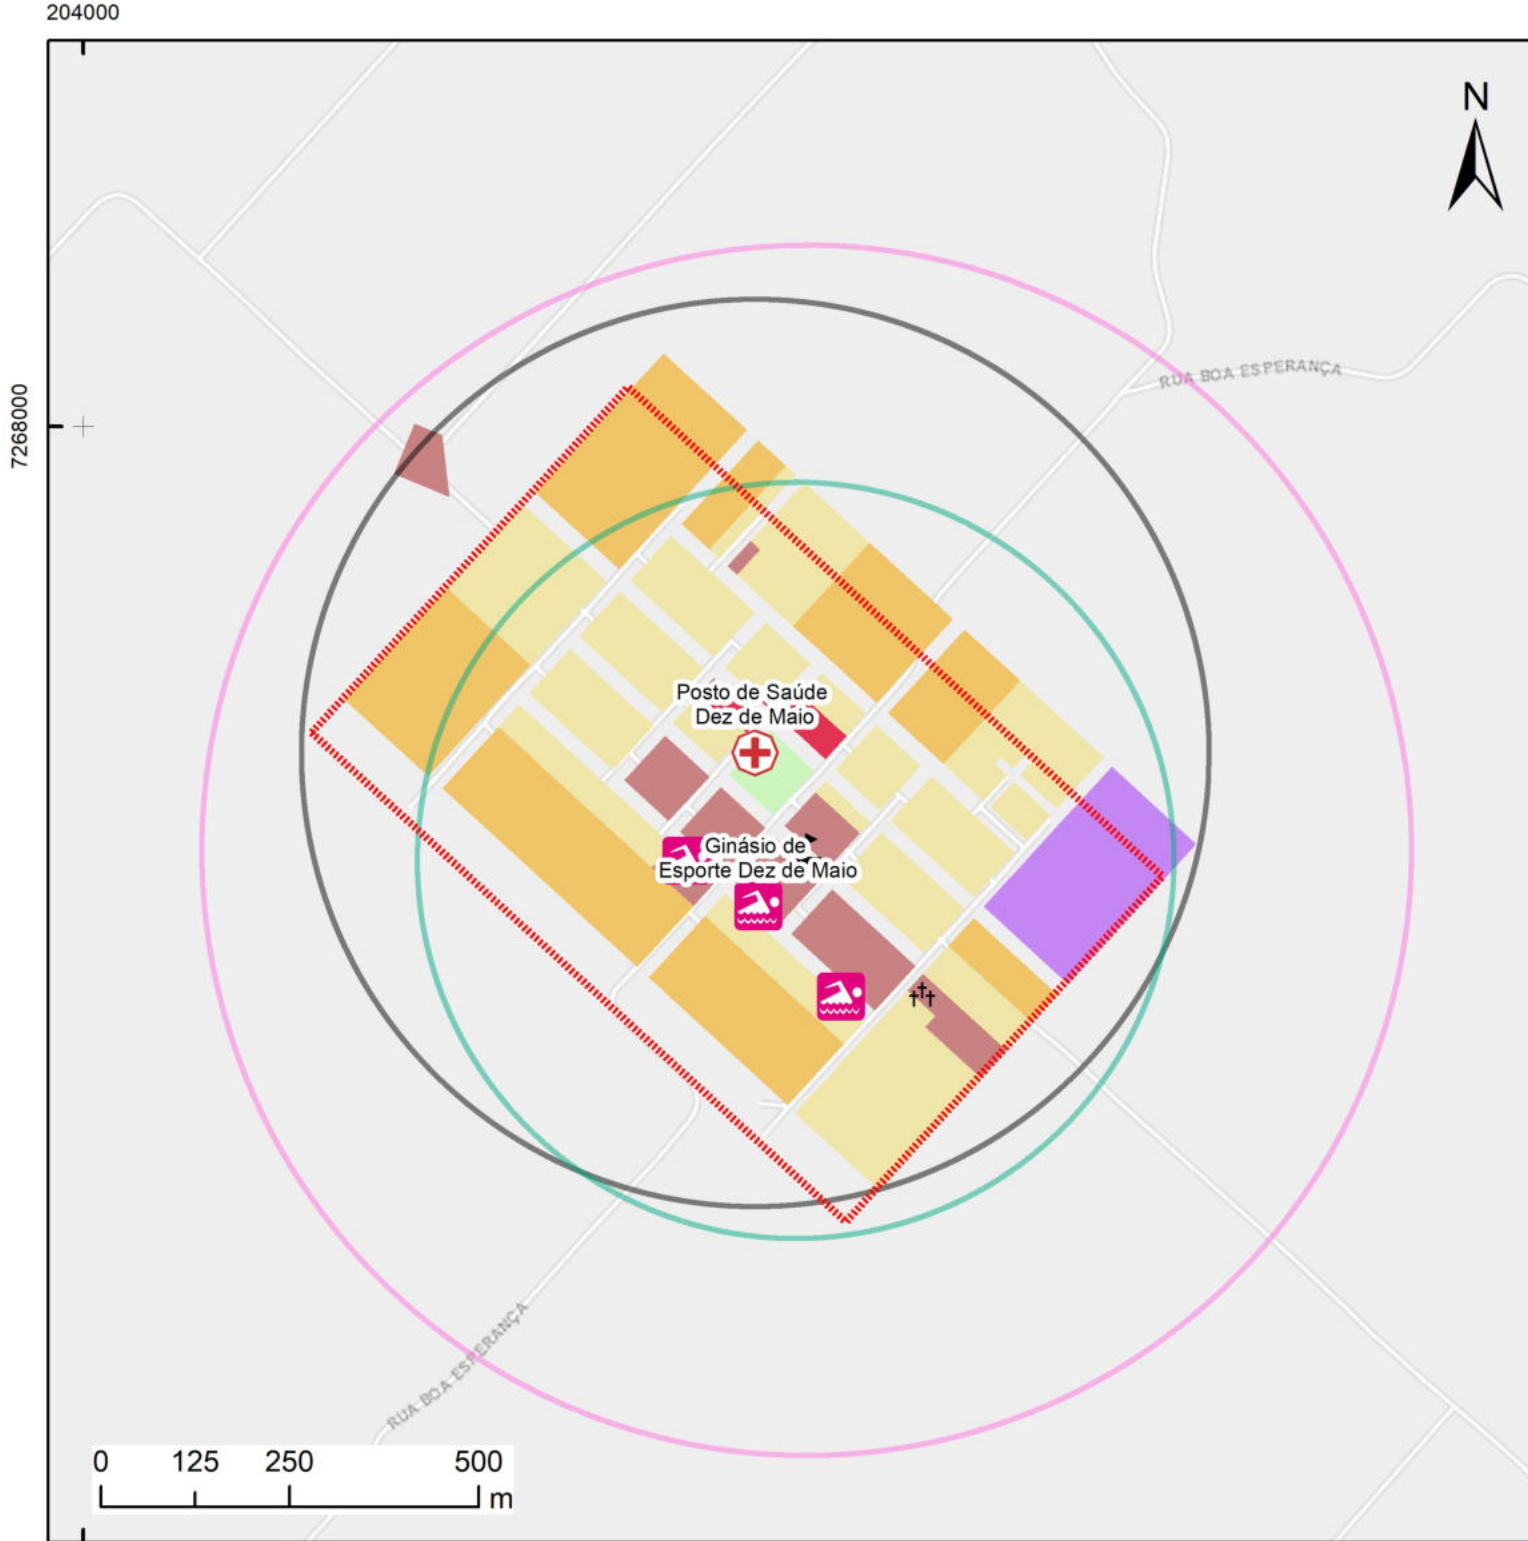 204000
N
RUA BOA ESPERANÇA
7268000
Posto de Saúde
Dez de Maio
Ginásio de
Esporte Dez de Maio
RUA BOA ESPERANÇA
0 125 250 500
m